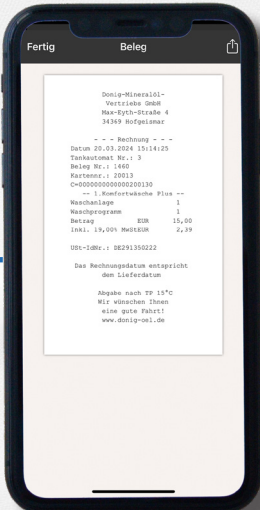 Fertig
Beleg
Donig-Mineralöl-
Vertriebs GmbH
Max-Eyth-Straße 4
34369 Hofgeismar
- - - Rechnung - - -
Datum 20.03.2024 15:14:25
Tankautomat Nr.: 3
Beleg Nr.: 1460
Kartennr.: 20013
C=0000000000000200130
-- 1.Komfortwäsche Plus --
Waschanlage 1
Waschprogramm 1
Betrag EUR 15,00
inkl. 19,00% MwStEUR 2,39
USt-IdNr.: DE291350222
Das Rechnungsdatum entspricht
dem Lieferdatum
Abgabe nach TP 15°C
Wir wünschen Ihnen
eine gute Fahrt!
www.donig-oel.de